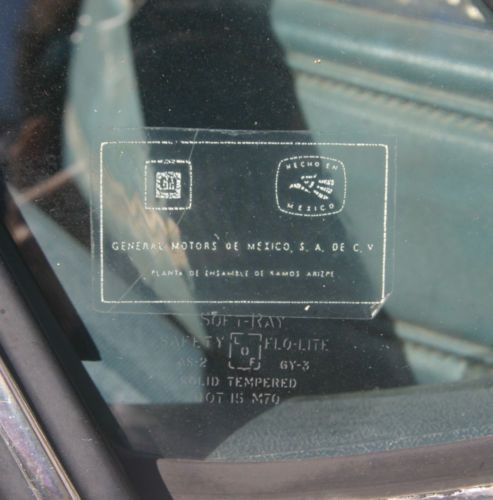 GM
HECHO EN
MEXICO
GENERAL MOTORS DE MEXICO, S. A. DE C. V.
PLANTA DE ENSAMBLE DE RAMOS ARIZPE
SOFT-RAY
SAFETY L O F FLO-LITE
AS-2 GY-3
SOLID TEMPERED
DOT 15 M70